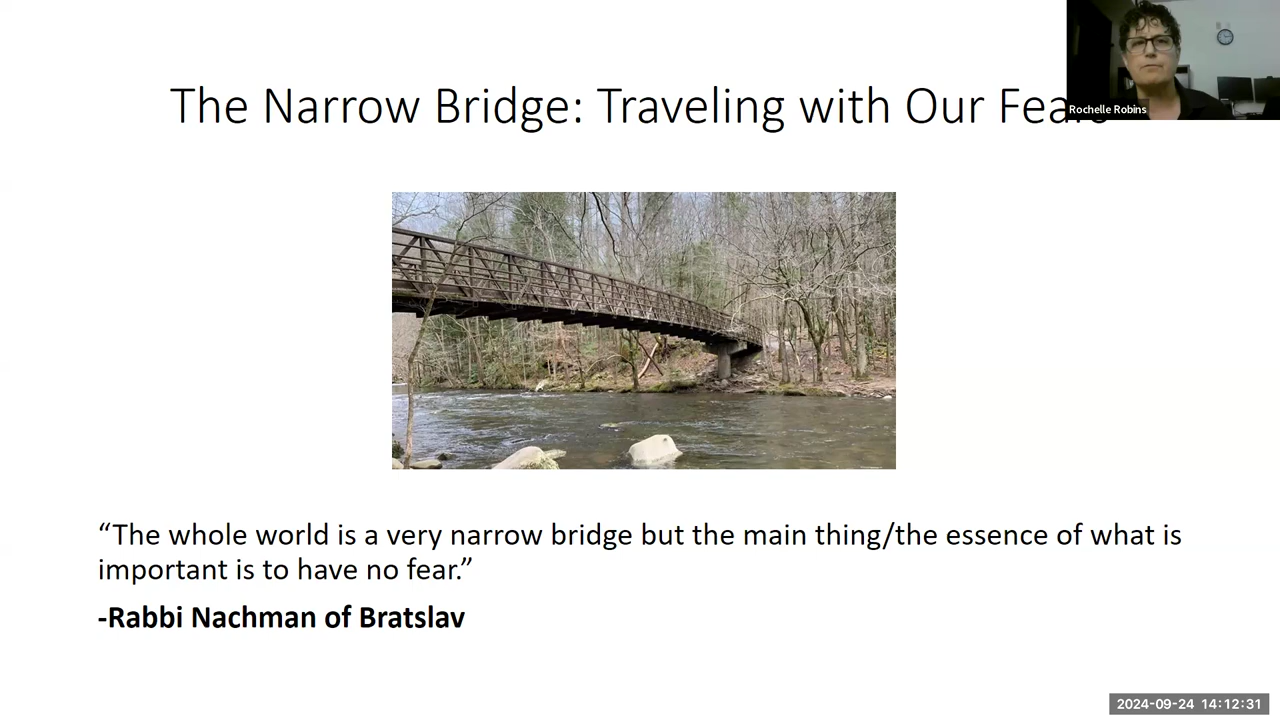 The Narrow Bridge: Traveling with Our Fears
Rochelle Robins
“The whole world is a very narrow bridge but the main thing/the essence of what is
important is to have no fear.”
-Rabbi Nachman of Bratslav
2024-09-24 14:12:31